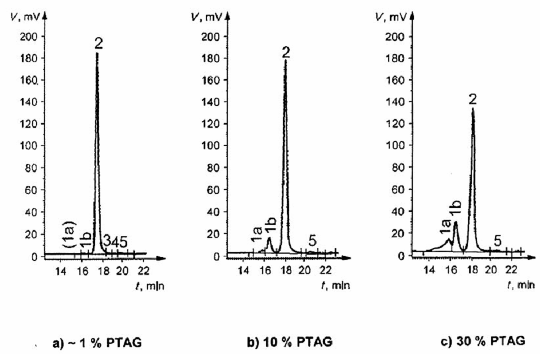 V, mV
200
180
160
140
120
100
80
60
40
20
0
2
(1a)
1b
345
14 16 18 20 22
t, min
a) ~ 1 % PTAG
V, mV
200
180
160
140
120
100
80
60
40
20
0
2
1a
1b
5
14 16 18 20 22
t, min
b) 10 % PTAG
V, mV
200
180
160
140
120
100
80
60
40
20
0
2
1a
1b
5
14 16 18 20 22
t, min
c) 30 % PTAG